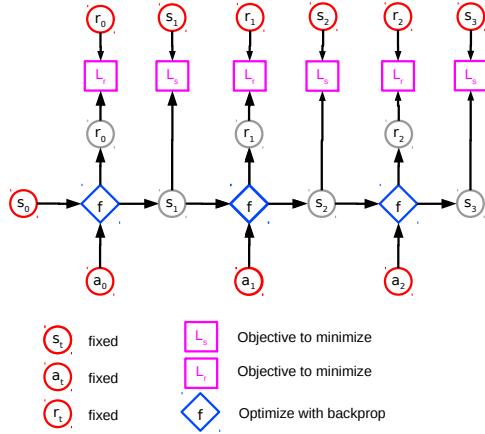 r₀ s₁ r₁ s₂ r₂ s₃
Lᵣ Lₛ Lᵣ Lₛ Lᵣ Lₛ
r₀ r₁ r₂
s₀ f s₁ f s₂ f s₃
a₀ a₁ a₂
sₜ fixed Lₛ Objective to minimize
aₜ fixed Lᵣ Objective to minimize
rₜ fixed f Optimize with backprop